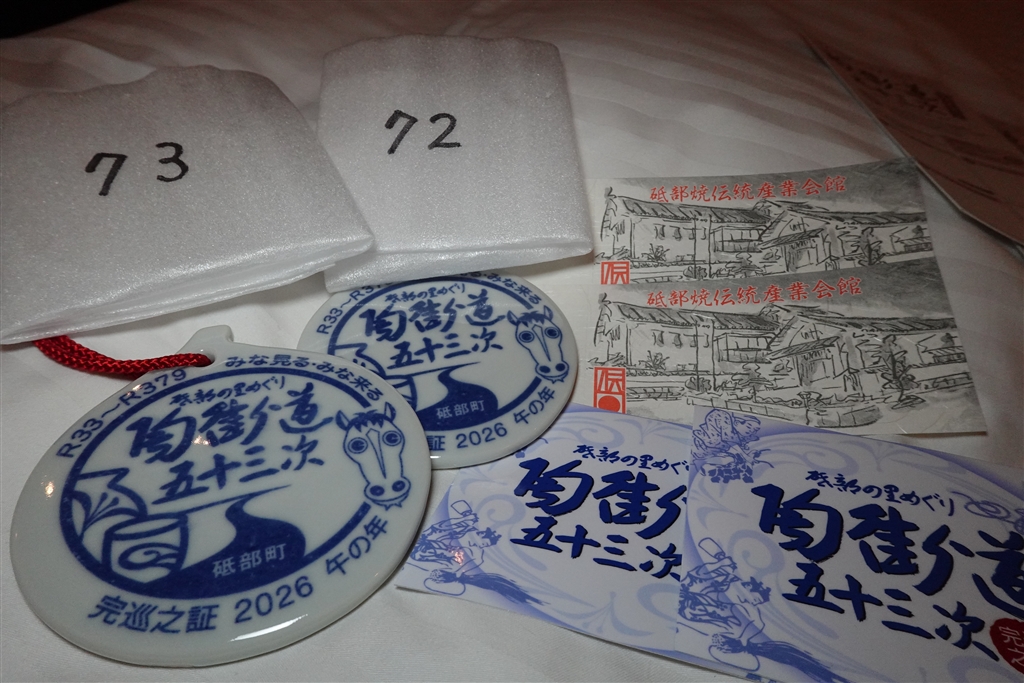 73
72
砥部焼伝統産業会館
砥部焼伝統産業会館
R33～R379
みな見る・みな来る
砥部の里めぐり
陶街道
五十三次
砥部町
完巡之証 2026 午の年
R33～R3
みな見る・みな来る
砥部の里めぐり
陶街道
五十三次
砥部町
証 2026 午の年
砥部の里めぐり
陶街
五十三次
砥部の里めぐり
陶街道
五十三次